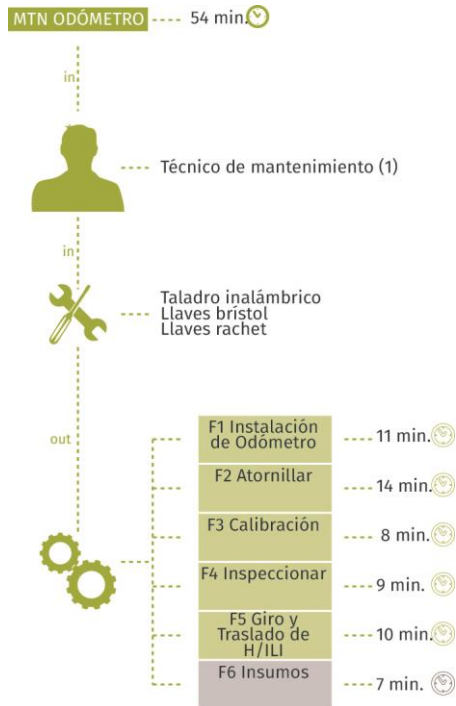 MTN ODÓMETRO 54 min.
in
Técnico de mantenimiento (1)
in
Taladro inalámbrico
Llaves brístol
Llaves rachet
out
F1 Instalación
de Odómetro
11 min.
F2 Atornillar
14 min.
F3 Calibración
8 min.
F4 Inspeccionar
9 min.
F5 Giro y
Traslado de
H/ILI
10 min.
F6 Insumos
7 min.